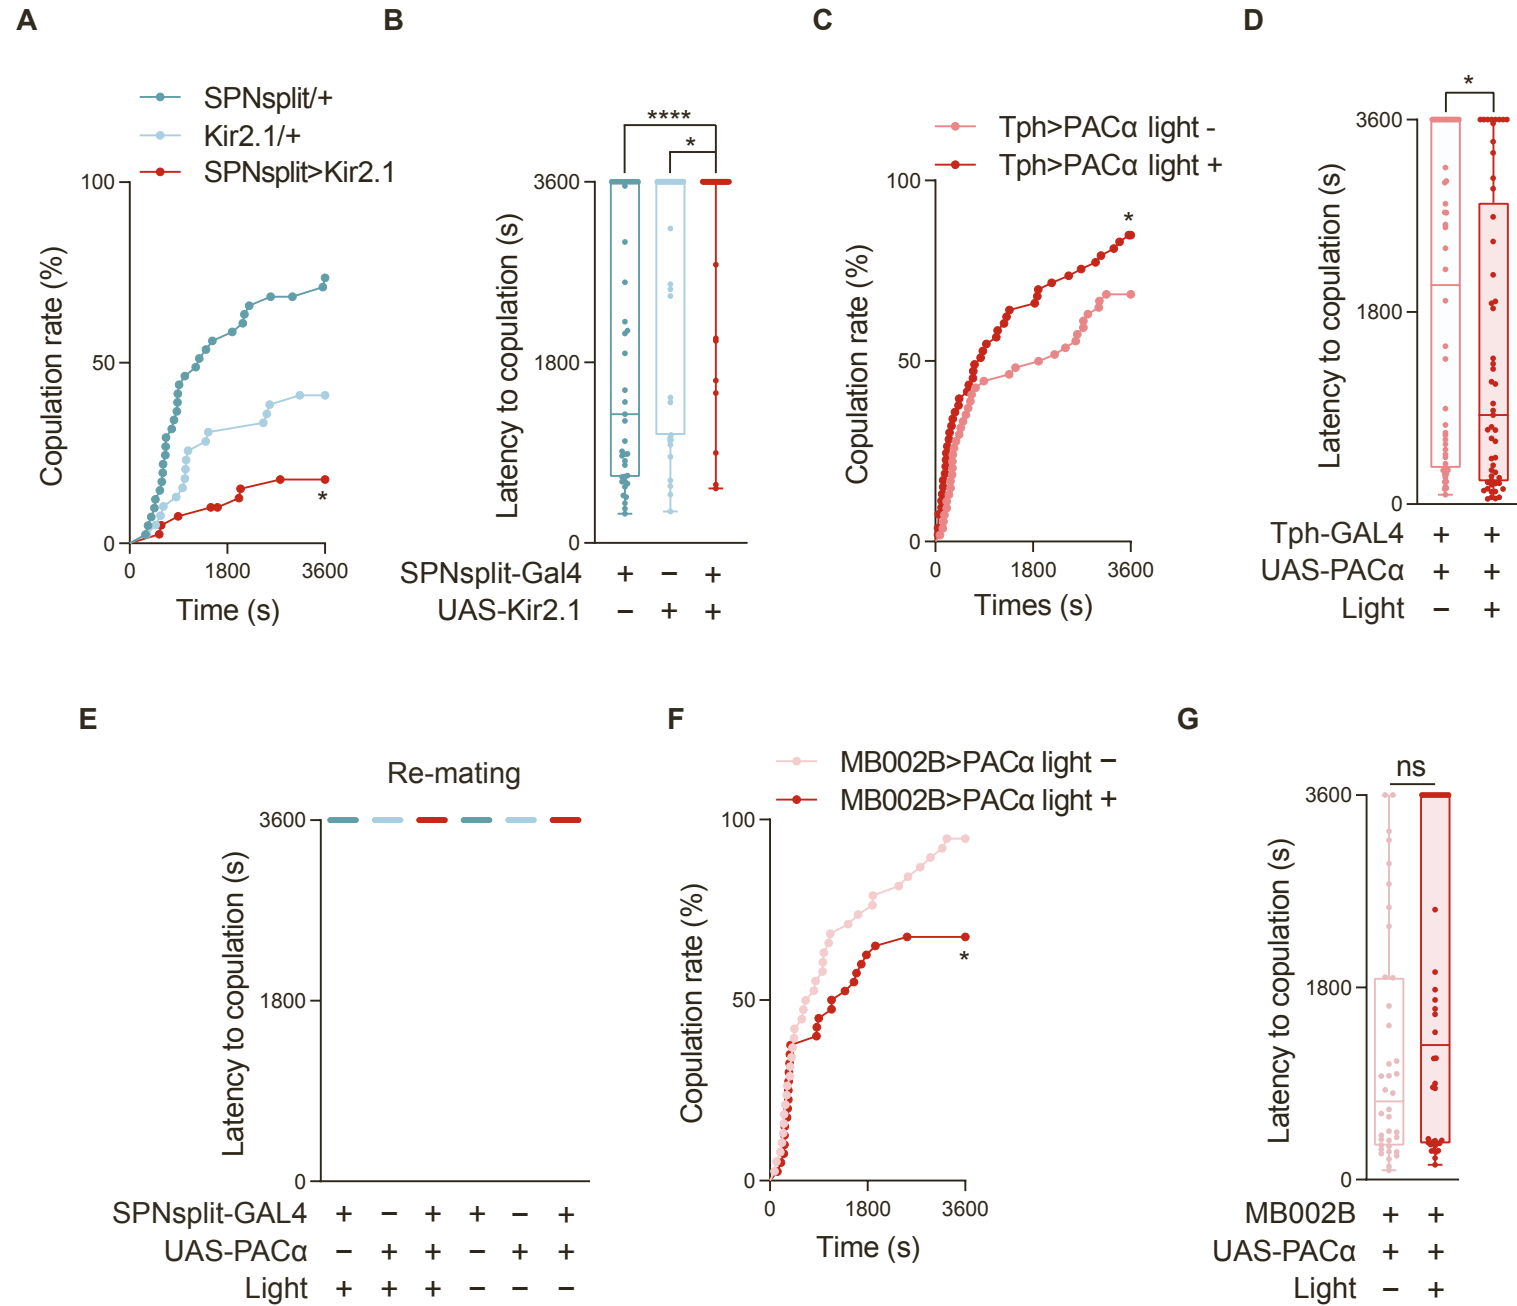 A
SPNsplit/+
Kir2.1/+
SPNsplit>Kir2.1
100
50
0
Copulation rate (%)
*
0 1800 3600
Time (s)
B
****
*
3600
1800
0
Latency to copulation (s)
SPNsplit-Gal4 + − +
UAS-Kir2.1 − + +
C
Tph>PACα light -
Tph>PACα light +
100
50
0
Copulation rate (%)
*
0 1800 3600
Times (s)
D
*
3600
1800
0
Latency to copulation (s)
Tph-GAL4 + +
UAS-PACα + +
Light − +
E
Re-mating
3600
1800
0
Latency to copulation (s)
SPNsplit-GAL4 + − + + − +
UAS-PACα − + + − + +
Light + + + − − −
F
MB002B>PACα light −
MB002B>PACα light +
100
50
0
Copulation rate (%)
*
0 1800 3600
Time (s)
G
ns
3600
1800
0
Latency to copulation (s)
MB002B + +
UAS-PACα + +
Light − +